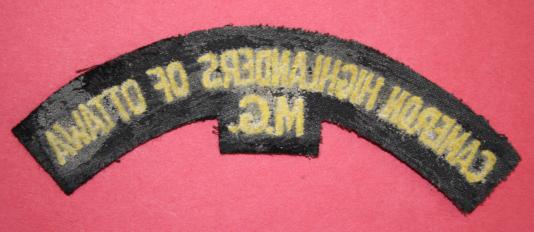 CAMERON HIGHLANDERS OF OTTAWA
M.G.